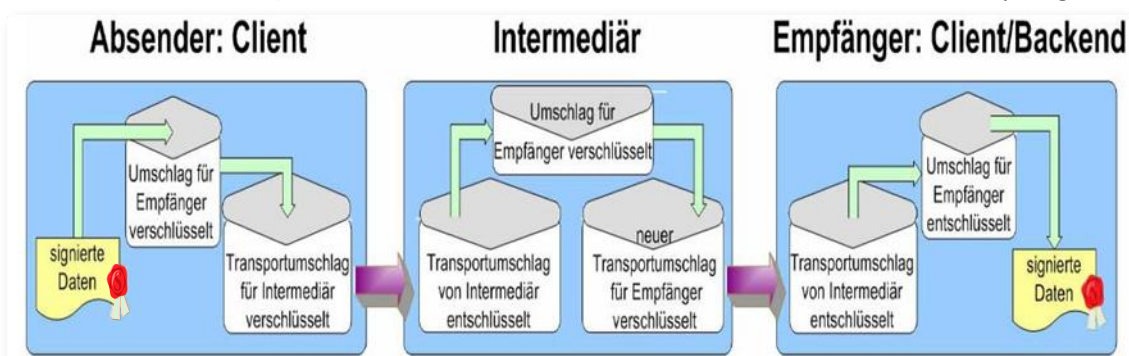 Absender: Client
Intermediär
Empfänger: Client/Backend
signierte
Daten
Umschlag für
Empfänger
verschlüsselt
Transportumschlag
für Intermediär
verschlüsselt
Transportumschlag
von Intermediär
entschlüsselt
Umschlag für
Empfänger verschlüsselt
neuer
Transportumschlag
für Empfänger
verschlüsselt
Transportumschlag
von Intermediär
entschlüsselt
Umschlag für
Empfänger
entschlüsselt
signierte
Daten